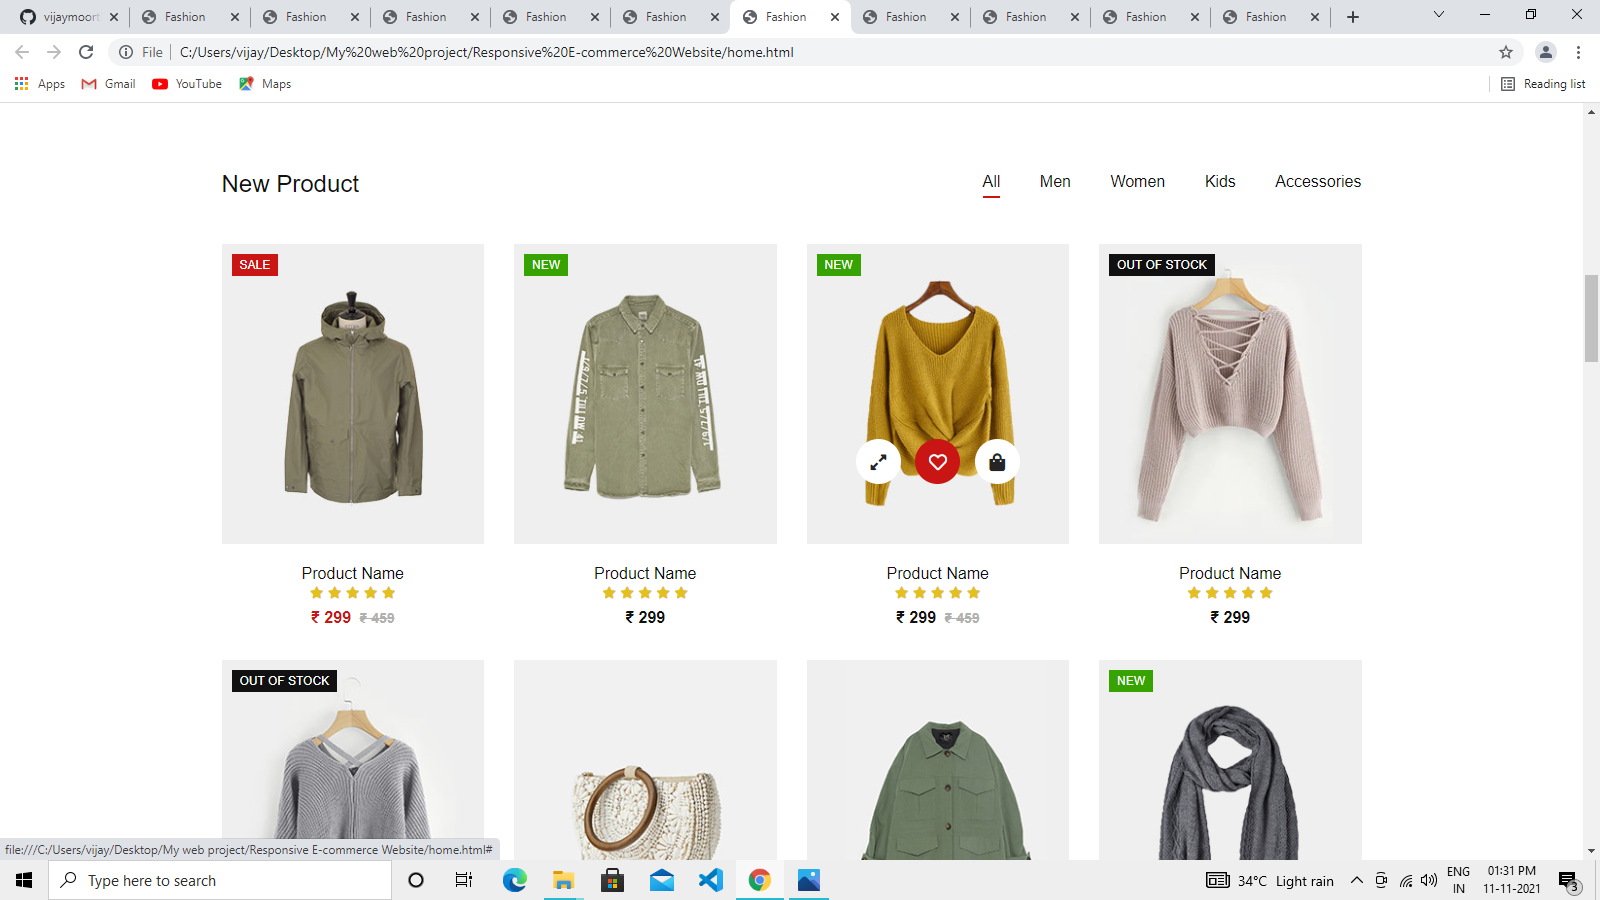 vijaymoort Fashion Fashion Fashion Fashion Fashion Fashion Fashion Fashion Fashion Fashion
File C:/Users/vijay/Desktop/My%20web%20project/Responsive%20E-commerce%20Website/home.html
Apps Gmail YouTube Maps Reading list
New Product All Men Women Kids Accessories
SALE NEW NEW OUT OF STOCK
Product Name Product Name Product Name Product Name
₹ 299 ₹ 459 ₹ 299 ₹ 299 ₹ 459 ₹ 299
OUT OF STOCK NEW
file:///C:/Users/vijay/Desktop/My web project/Responsive E-commerce Website/home.html#
Type here to search 34°C Light rain ENG IN 01:31 PM 11-11-2021 3